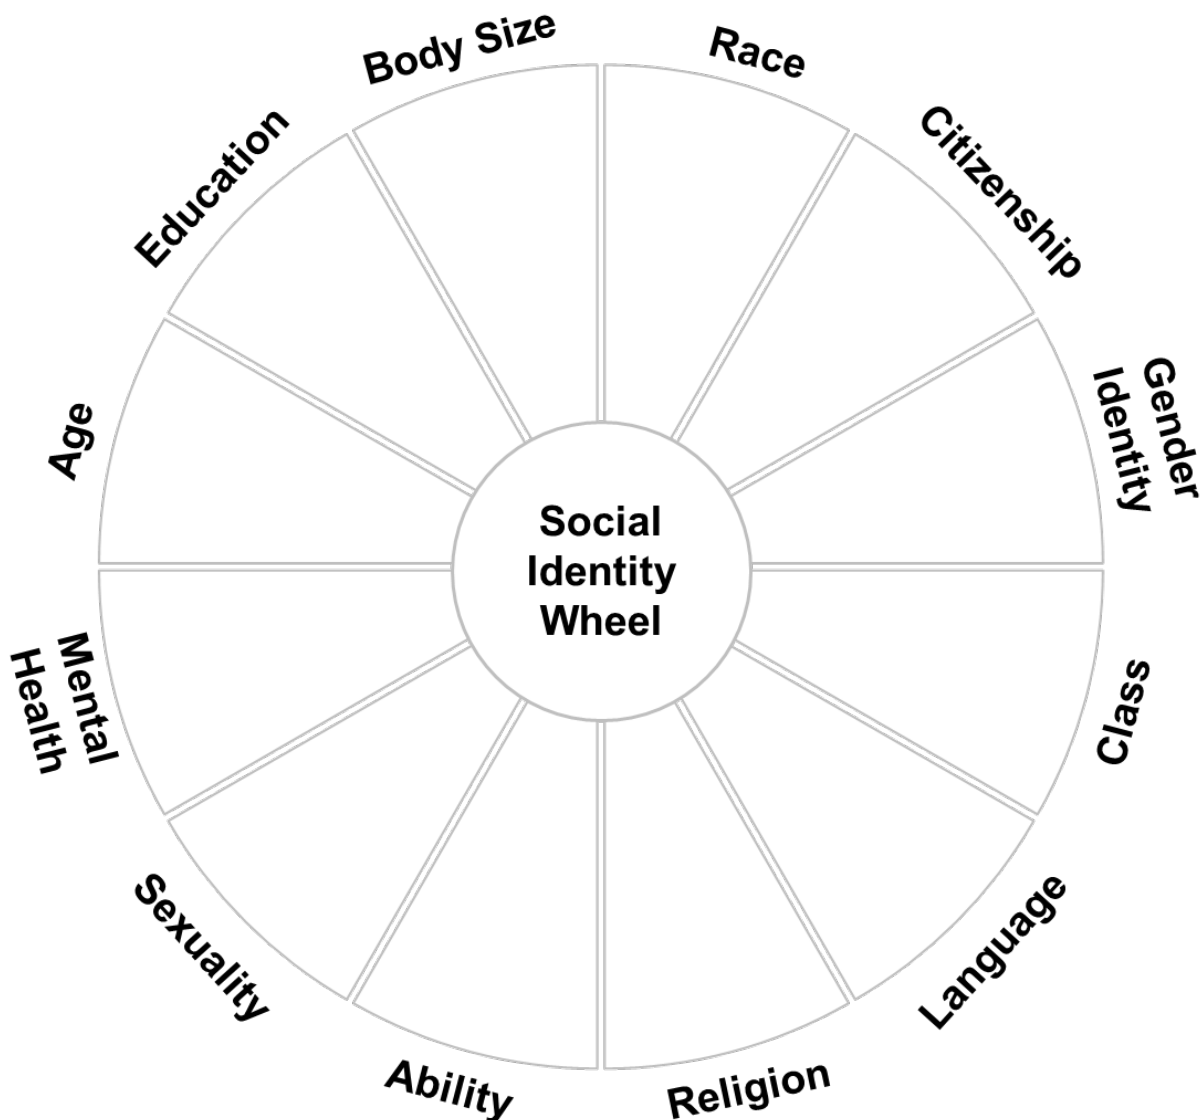 Body Size
Race
Citizenship
Gender
Identity
Class
Language
Religion
Ability
Sexuality
Mental
Health
Age
Education
Social
Identity
Wheel